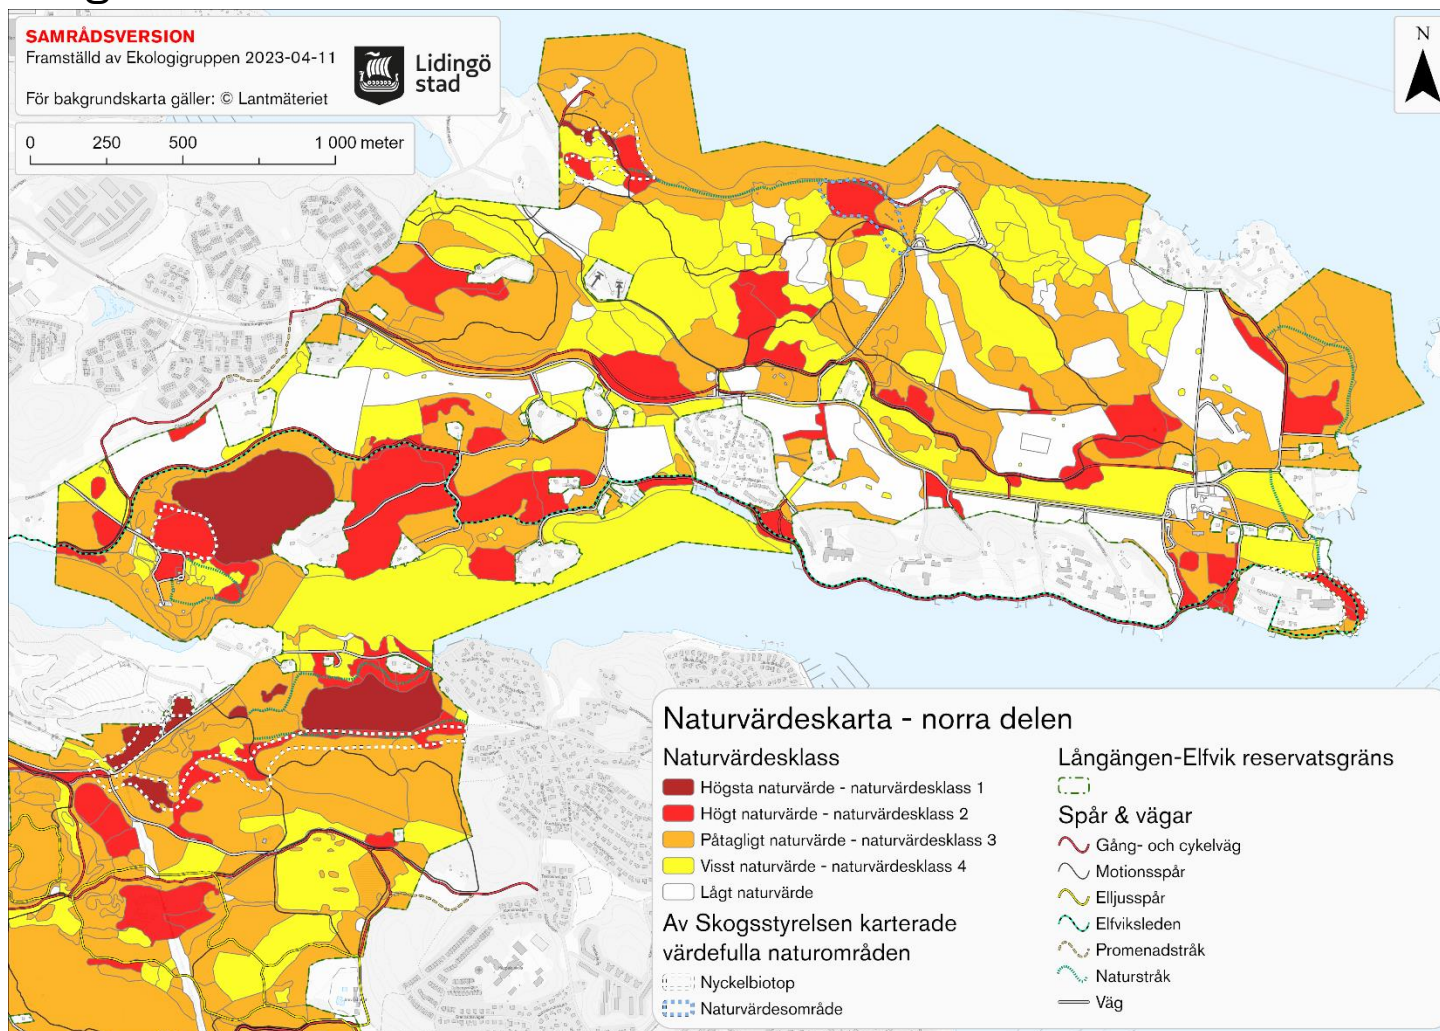 SAMRÅDSVERSION
Framställd av Ekologigruppen 2023-04-11
För bakgrundskarta gäller: © Lantmäteriet
Lidingö
stad
0 250 500 1 000 meter
N
Naturvärdeskarta - norra delen
Naturvärdesklass
Högsta naturvärde - naturvärdesklass 1
Högt naturvärde - naturvärdesklass 2
Påtagligt naturvärde - naturvärdesklass 3
Visst naturvärde - naturvärdesklass 4
Lågt naturvärde
Av Skogsstyrelsen karterade
värdefulla naturområden
Nyckelbiotop
Naturvärdesområde
Långängen-Elfvik reservatsgräns
Spår & vägar
Gång- och cykelväg
Motionsspår
Elljusspår
Elfviksleden
Promenadstråk
Naturstråk
Väg